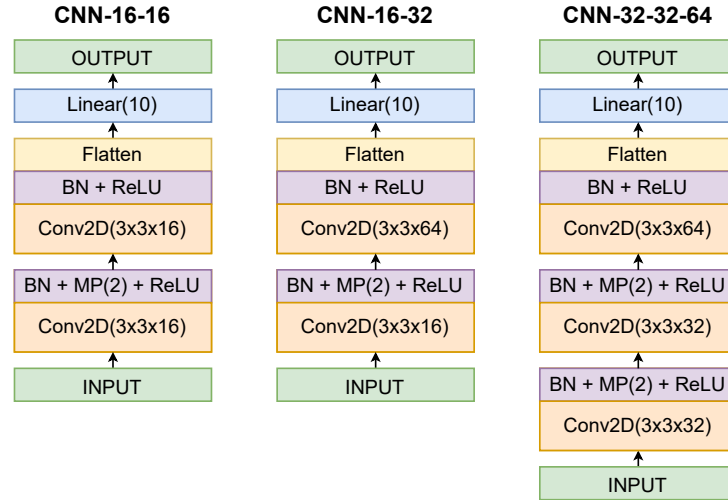 CNN-16-16
OUTPUT
Linear(10)
Flatten
BN + ReLU
Conv2D(3x3x16)
BN + MP(2) + ReLU
Conv2D(3x3x16)
INPUT
CNN-16-32
OUTPUT
Linear(10)
Flatten
BN + ReLU
Conv2D(3x3x64)
BN + MP(2) + ReLU
Conv2D(3x3x16)
INPUT
CNN-32-32-64
OUTPUT
Linear(10)
Flatten
BN + ReLU
Conv2D(3x3x64)
BN + MP(2) + ReLU
Conv2D(3x3x32)
BN + MP(2) + ReLU
Conv2D(3x3x32)
INPUT